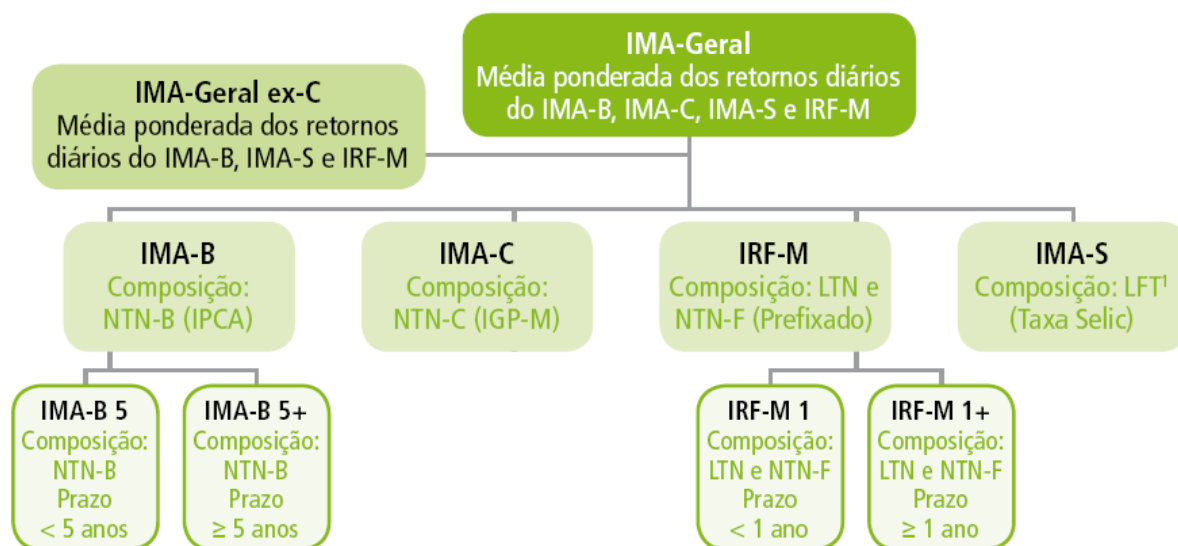 IMA-Geral
Média ponderada dos retornos diários
do IMA-B, IMA-C, IMA-S e IRF-M
IMA-Geral ex-C
Média ponderada dos retornos
diários do IMA-B, IMA-S e IRF-M
IMA-B
Composição:
NTN-B (IPCA)
IMA-C
Composição:
NTN-C (IGP-M)
IRF-M
Composição: LTN e
NTN-F (Prefixado)
IMA-S
Composição: LFT¹
(Taxa Selic)
IMA-B 5
Composição:
NTN-B
Prazo
< 5 anos
IMA-B 5+
Composição:
NTN-B
Prazo
≥ 5 anos
IRF-M 1
Composição:
LTN e NTN-F
Prazo
< 1 ano
IRF-M 1+
Composição:
LTN e NTN-F
Prazo
≥ 1 ano